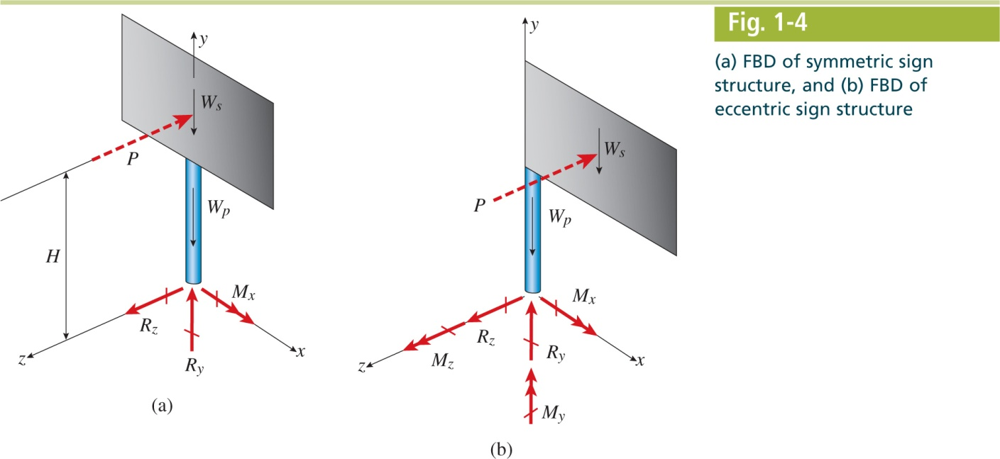 Fig. 1-4
(a) FBD of symmetric sign
structure, and (b) FBD of
eccentric sign structure
y
W_s
P
W_p
H
M_x
R_z
z
x
R_y
(a)
y
W_s
P
W_p
M_x
R_z
R_y
M_z
z
x
M_y
(b)